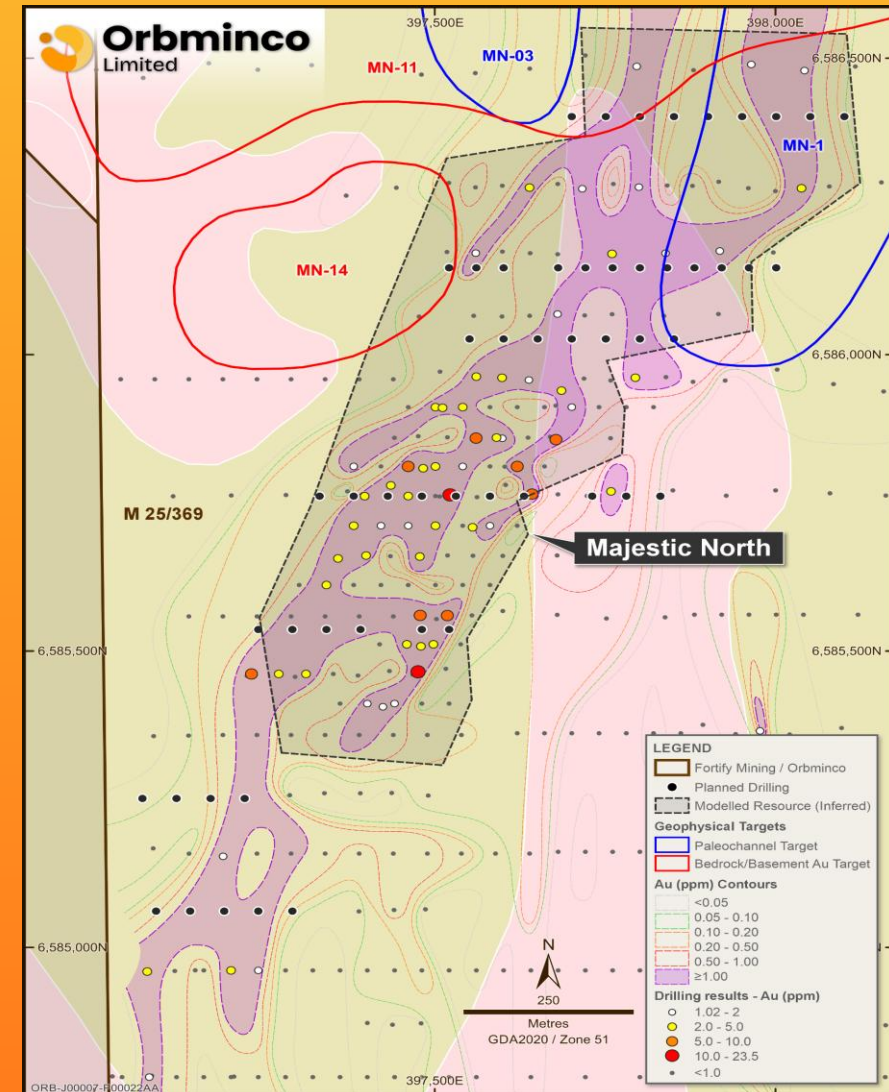 Orbminco
Limited
397,500E
398,000E
MN-03
6,586,500N
MN-11
MN-1
MN-14
6,586,000N
6,586,000N
M 25/369
Majestic North
6,585,500N
6,585,500N
LEGEND
Fortify Mining / Orbminco
Planned Drilling
Modelled Resource (Inferred)
Geophysical Targets
Paleochannel Target
Bedrock/Basement Au Target
Au (ppm) Contours
<0.05
0.05 - 0.10
0.10 - 0.20
0.20 - 0.50
0.50 - 1.00
≥1.00
Drilling results - Au (ppm)
1.02 - 2
2.0 - 5.0
5.0 - 10.0
10.0 - 23.5
<1.0
6,585,000N
N
250
Metres
GDA2020 / Zone 51
397,500E